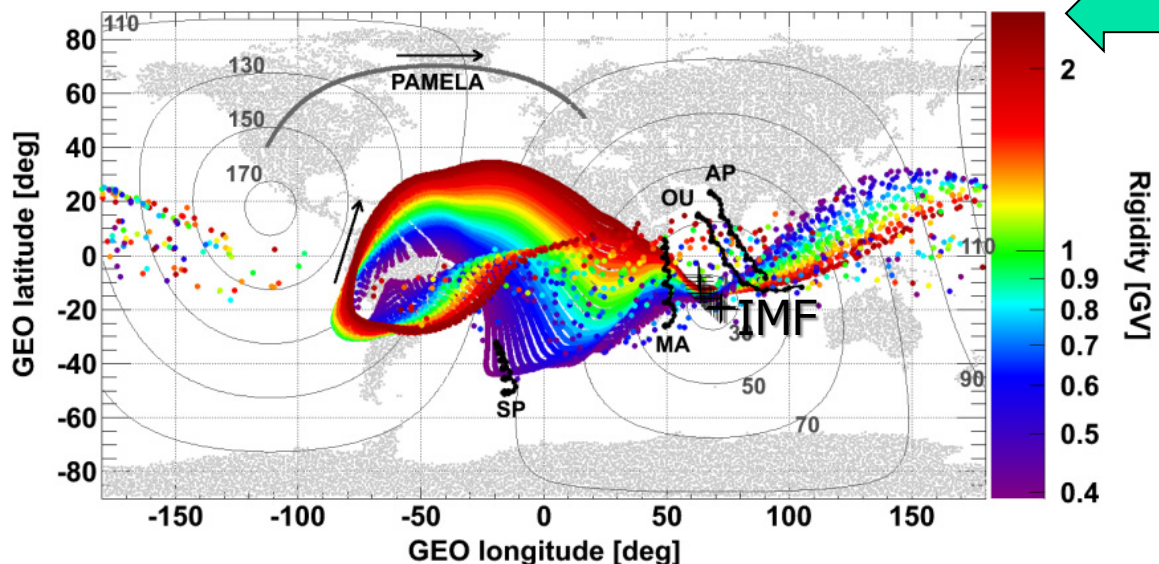 110
80
130
PAMELA
60
150
40
170
AP
20
OU
0
110
-20
IMF
30
MA
-40
50
90
SP
70
-60
-80
-150 -100 -50 0 50 100 150
GEO longitude [deg]
GEO latitude [deg]
2
1
0.9
0.8
0.7
0.6
0.5
0.4
Rigidity [GV]